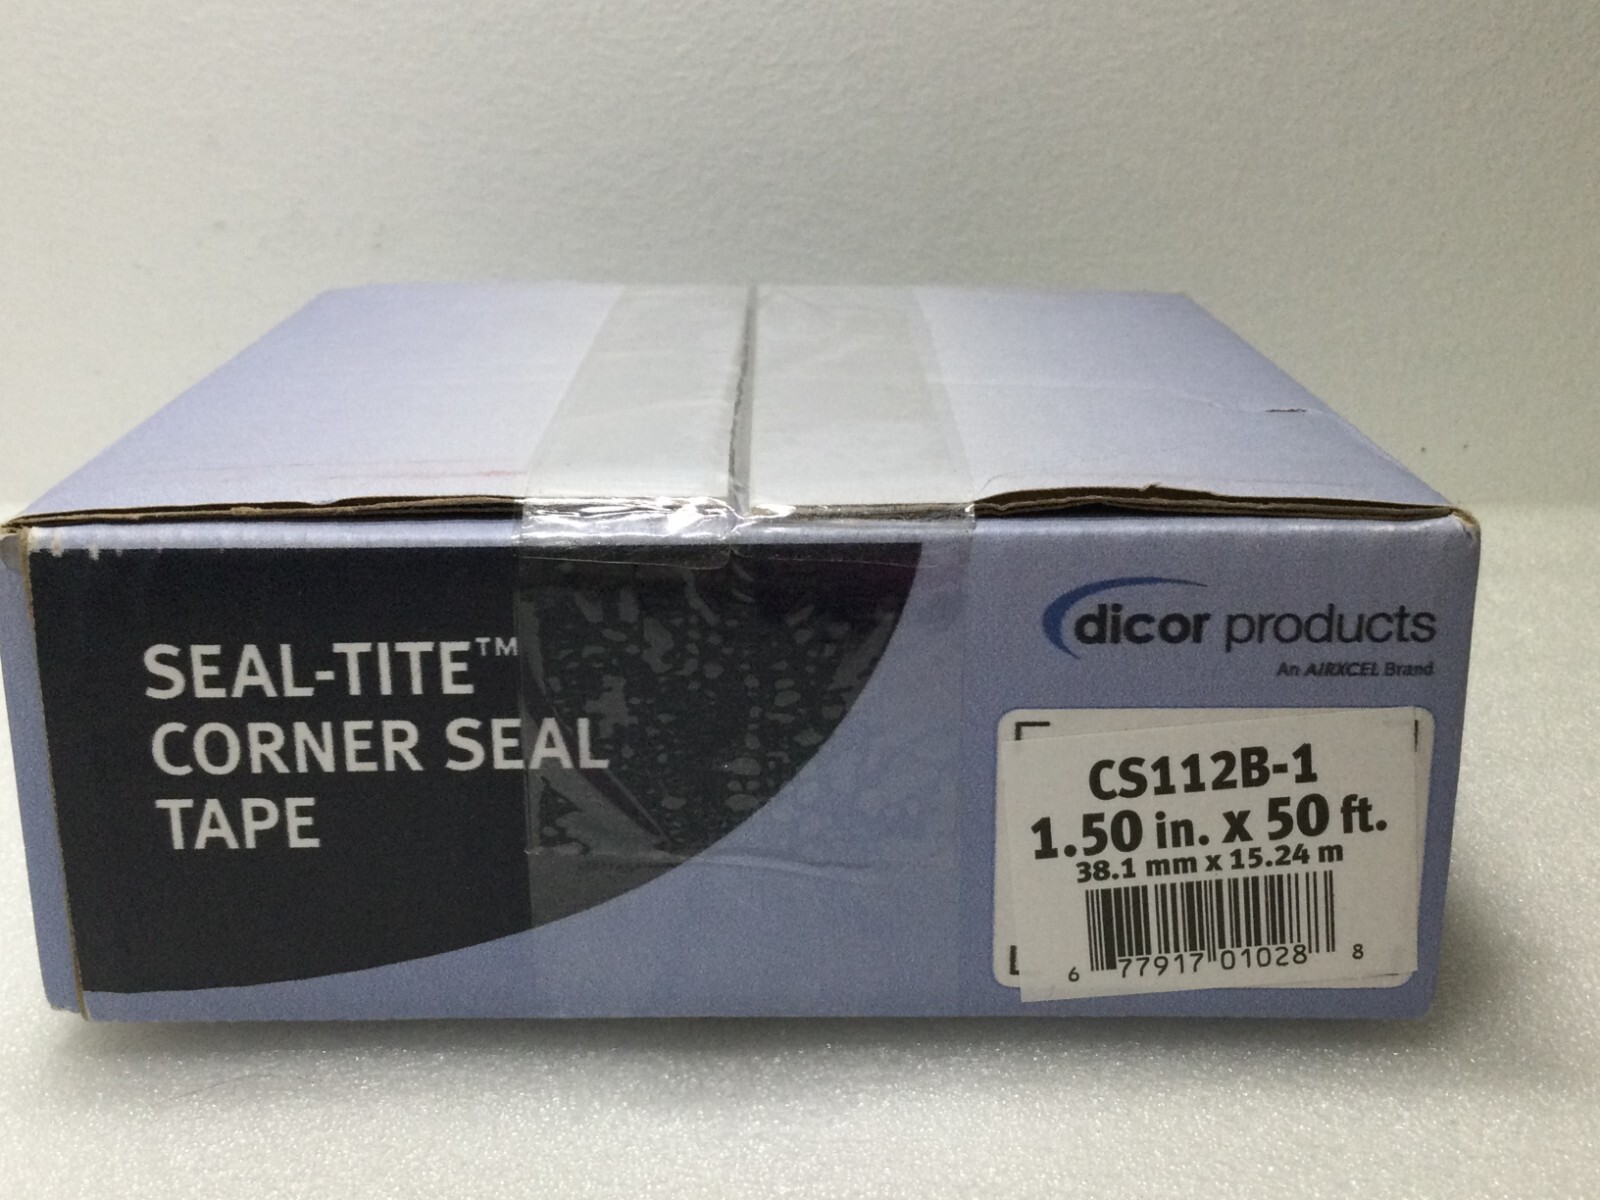 SEAL-TITE™
CORNER SEAL
TAPE
dicor products
An AIRXCEL Brand
CS112B-1
1.50 in. x 50 ft.
38.1 mm x 15.24 m
6 77917 01028 8